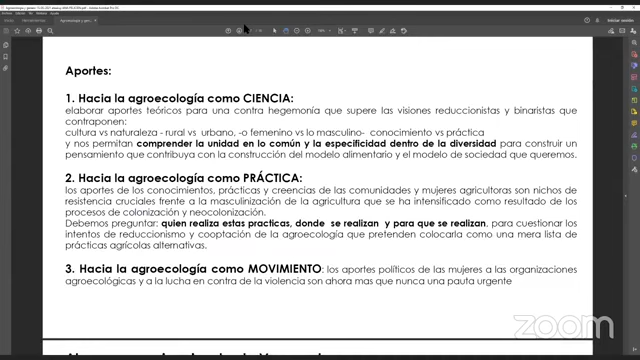 Aportes:
1. Hacia la agroecología como CIENCIA:
elaborar aportes teóricos para una contra hegemonía que supere las visiones reduccionistas y binaristas que
contraponen:
cultura vs naturaleza - rural vs urbano, -o femenino vs lo masculino- conocimiento vs práctica
y nos permitan comprender la unidad en lo común y la especificidad dentro de la diversidad para construir un
pensamiento que contribuya con la construcción del modelo alimentario y el modelo de sociedad que queremos.
2. Hacia la agroecología como PRÁCTICA:
los aportes de los conocimientos, prácticas y creencias de las comunidades y mujeres agricultoras son nichos de
resistencia cruciales frente a la masculinización de la agricultura que se ha intensificado como resultado de los
procesos de colonización y neocolonización.
Debemos preguntar: quien realiza estas practicas, donde se realizan y para que se realizan, para cuestionar los
intentos de reduccionismo y cooptación de la agroecología que pretenden colocarla como una mera lista de
prácticas agrícolas alternativas.
3. Hacia la agroecología como MOVIMIENTO: los aportes políticos de las mujeres a las organizaciones
agroecológicas y a la lucha en contra de la violencia son ahora mas que nunca una pauta urgente
zoom